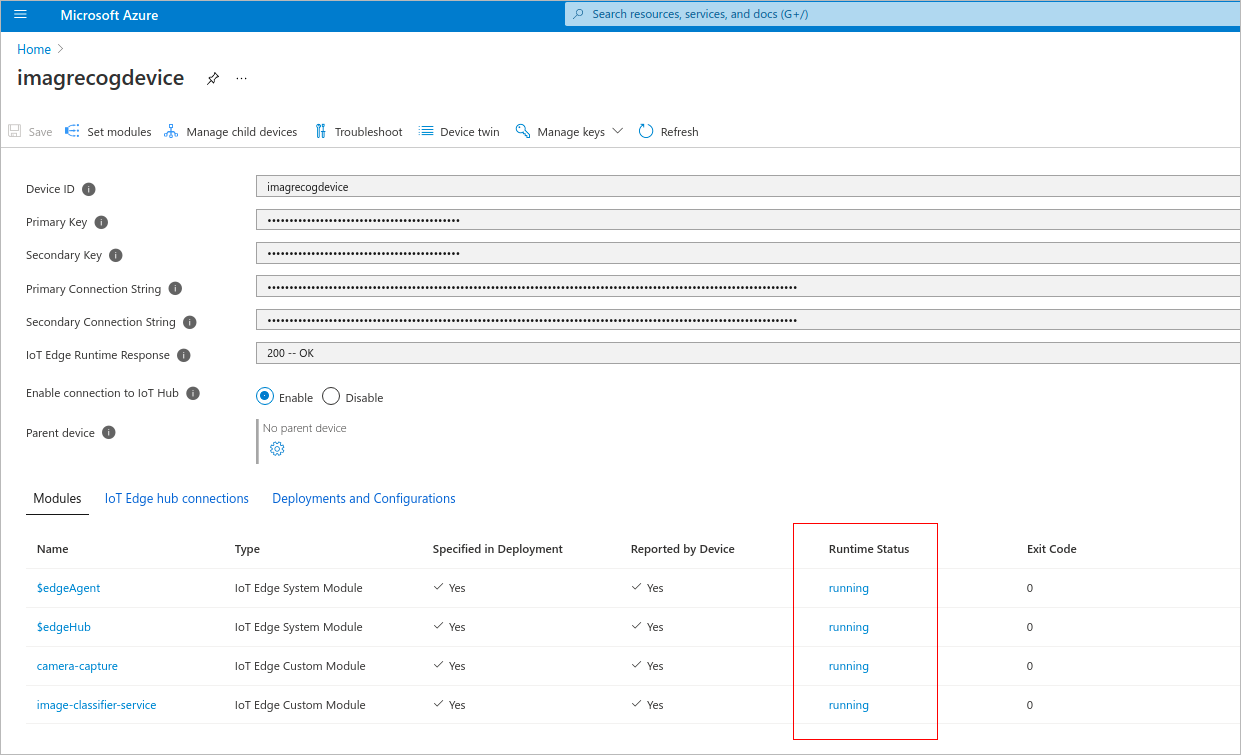 Microsoft Azure Search resources, services, and docs (G+/)
Home
imagrecogdevice
Save Set modules Manage child devices Troubleshoot Device twin Manage keys Refresh
Device ID imagrecogdevice
Primary Key
Secondary Key
Primary Connection String
Secondary Connection String
IoT Edge Runtime Response 200 -- OK
Enable connection to IoT Hub Enable Disable
Parent device No parent device
Modules IoT Edge hub connections Deployments and Configurations
Name Type Specified in Deployment Reported by Device Runtime Status Exit Code
$edgeAgent IoT Edge System Module Yes Yes running 0
$edgeHub IoT Edge System Module Yes Yes running 0
camera-capture IoT Edge Custom Module Yes Yes running 0
image-classifier-service IoT Edge Custom Module Yes Yes running 0